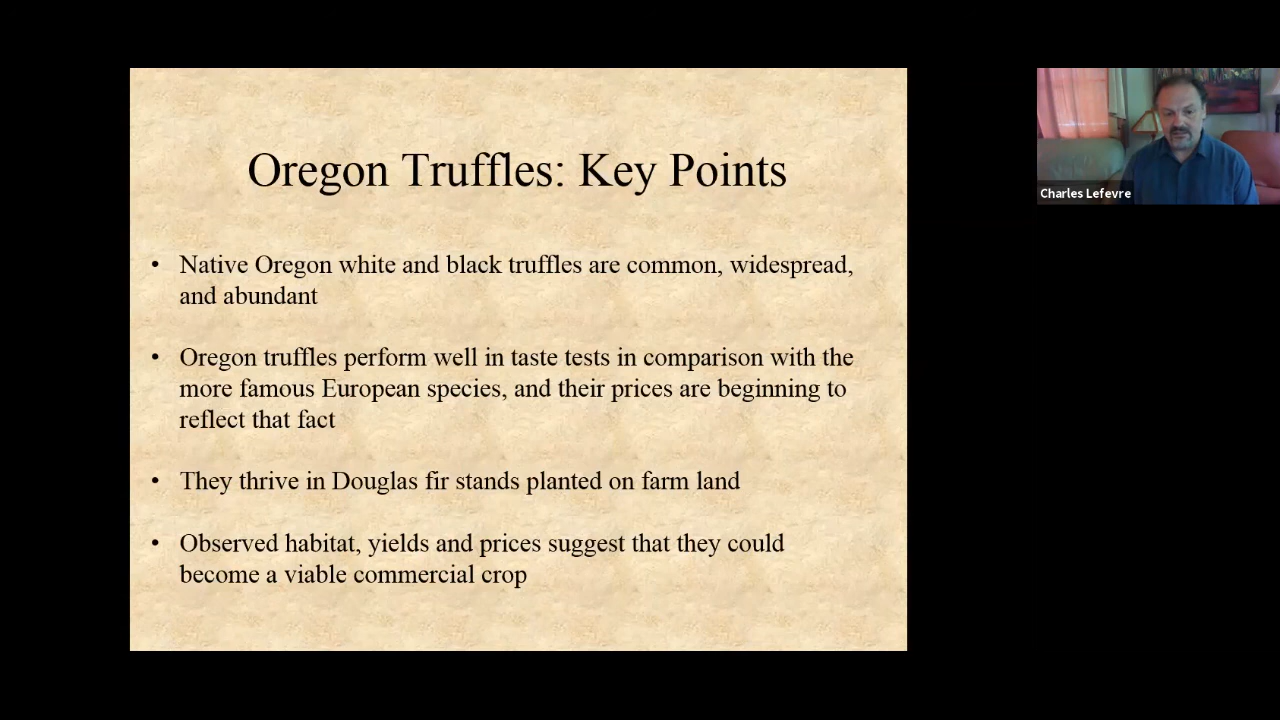 Oregon Truffles: Key Points
• Native Oregon white and black truffles are common, widespread,
and abundant
• Oregon truffles perform well in taste tests in comparison with the
more famous European species, and their prices are beginning to
reflect that fact
• They thrive in Douglas fir stands planted on farm land
• Observed habitat, yields and prices suggest that they could
become a viable commercial crop
Charles Lefevre